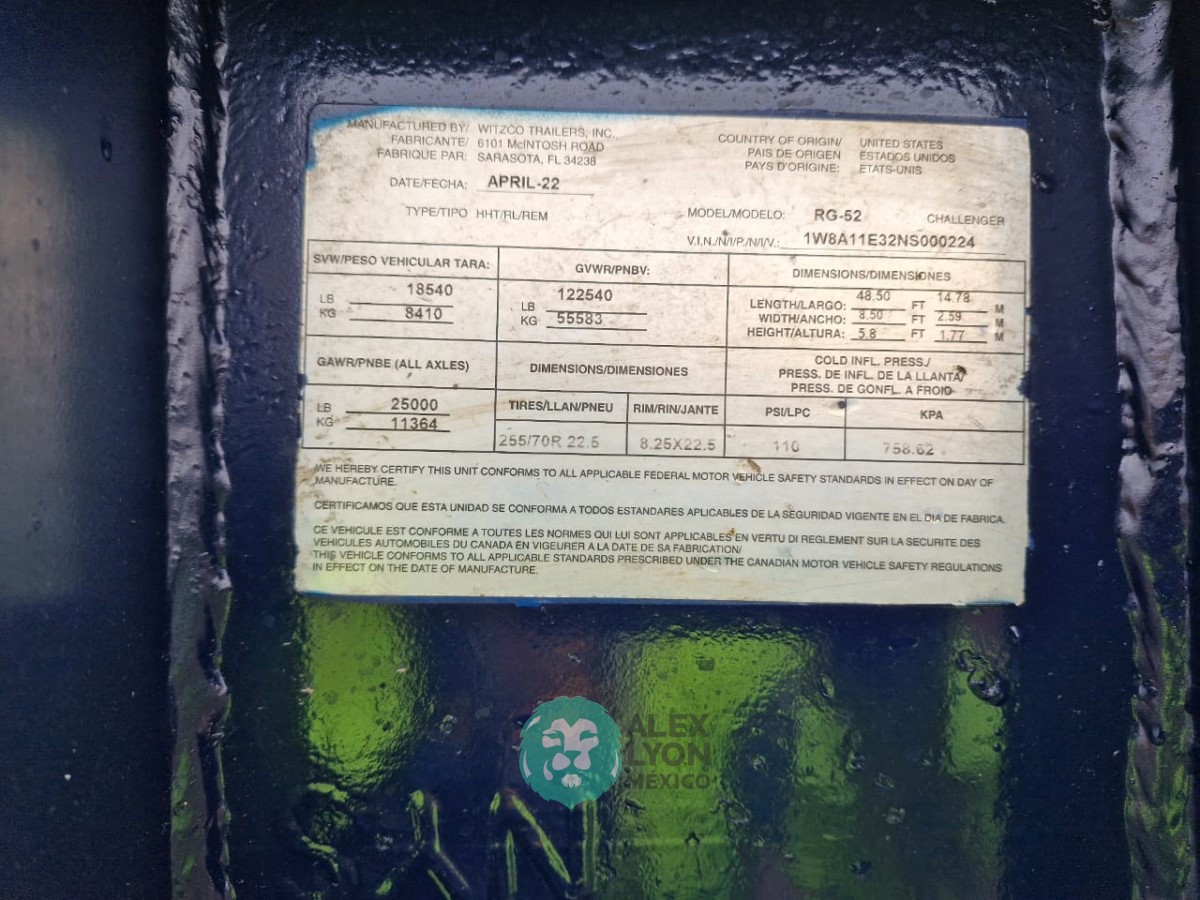 MANUFACTURED BY/ WITZCO TRAILERS, INC.,
FABRICANTE/ 6101 McINTOSH ROAD
FABRIQUE PAR: SARASOTA, FL 34238
COUNTRY OF ORIGIN/ UNITED STATES
PAIS DE ORIGEN ESTADOS UNIDOS
PAYS D'ORIGINE: ETATS-UNIS
DATE/FECHA: APRIL-22
TYPE/TIPO HHT/RL/REM
MODEL/MODELO: RG-52 CHALLENGER
V.I.N./N/I/P./N/I/V.: 1W8A11E32NS000224
SVW/PESO VEHICULAR TARA:
LB 18540
KG 8410
GVWR/PNBV:
LB 122540
KG 55583
DIMENSIONS/DIMENSIONES
LENGTH/LARGO: 48.50 FT 14.78 M
WIDTH/ANCHO: 8.50 FT 2.59 M
HEIGHT/ALTURA: 5.8 FT 1.77 M
GAWR/PNBE (ALL AXLES)
LB 25000
KG 11364
DIMENSIONS/DIMENSIONES
TIRES/LLAN/PNEU RIM/RIN/JANTE
255/70R 22.5 8.25X22.5
COLD INFL. PRESS./
PRESS. DE INFL. DE LA LLANTA/
PRESS. DE GONFL. A FROID
PSI/LPC KPA
110 758.62
WE HEREBY CERTIFY THIS UNIT CONFORMS TO ALL APPLICABLE FEDERAL MOTOR VEHICLE SAFETY STANDARDS IN EFFECT ON DAY OF
MANUFACTURE.
CERTIFICAMOS QUE ESTA UNIDAD SE CONFORMA A TODOS ESTANDARES APLICABLES DE LA SEGURIDAD VIGENTE EN EL DIA DE FABRICA.
CE VEHICULE EST CONFORME A TOUTES LES NORMES QUI LUI SONT APPLICABLES EN VERTU DI REGLEMENT SUR LA SECURITE DES
VEHICULES AUTOMOBILES DU CANADA EN VIGEURER A LA DATE DE SA FABRICATION/
THIS VEHICLE CONFORMS TO ALL APPLICABLE STANDARDS PRESCRIBED UNDER THE CANADIAN MOTOR VEHICLE SAFETY REGULATIONS
IN EFFECT ON THE DATE OF MANUFACTURE.
ALEX
LYON
MÉXICO